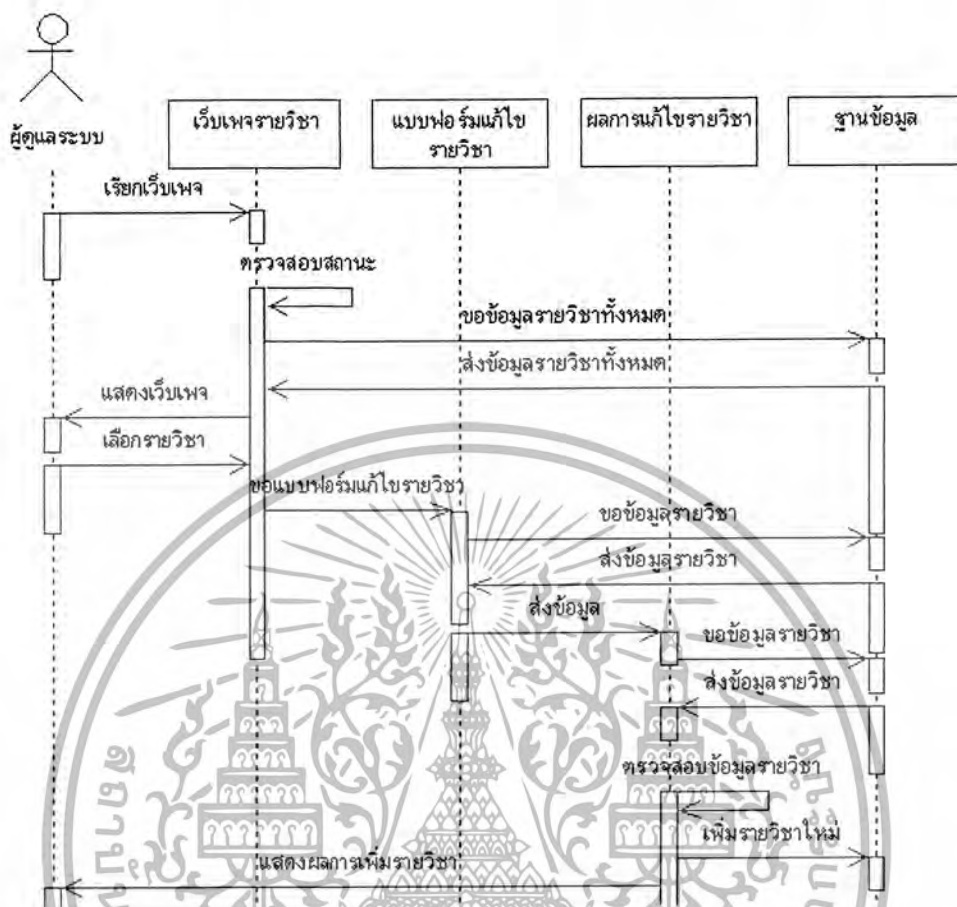 ผู้ดูแลระบบ
เว็บเพจรายวิชา
แบบฟอร์มแก้ไข
รายวิชา
ผลการแก้ไขรายวิชา
ฐานข้อมูล
เรียกเว็บเพจ
ตรวจสอบสถานะ
ขอข้อมูลรายวิชาทั้งหมด
ส่งข้อมูลรายวิชาทั้งหมด
แสดงเว็บเพจ
เลือกรายวิชา
ขอแบบฟอร์มแก้ไขรายวิชา
ขอข้อมูลรายวิชา
ส่งข้อมูลรายวิชา
ส่งข้อมูล
ขอข้อมูลรายวิชา
ส่งข้อมูลรายวิชา
ตรวจสอบข้อมูลรายวิชา
เพิ่มรายวิชาใหม่
แสดงผลการเพิ่มรายวิชา